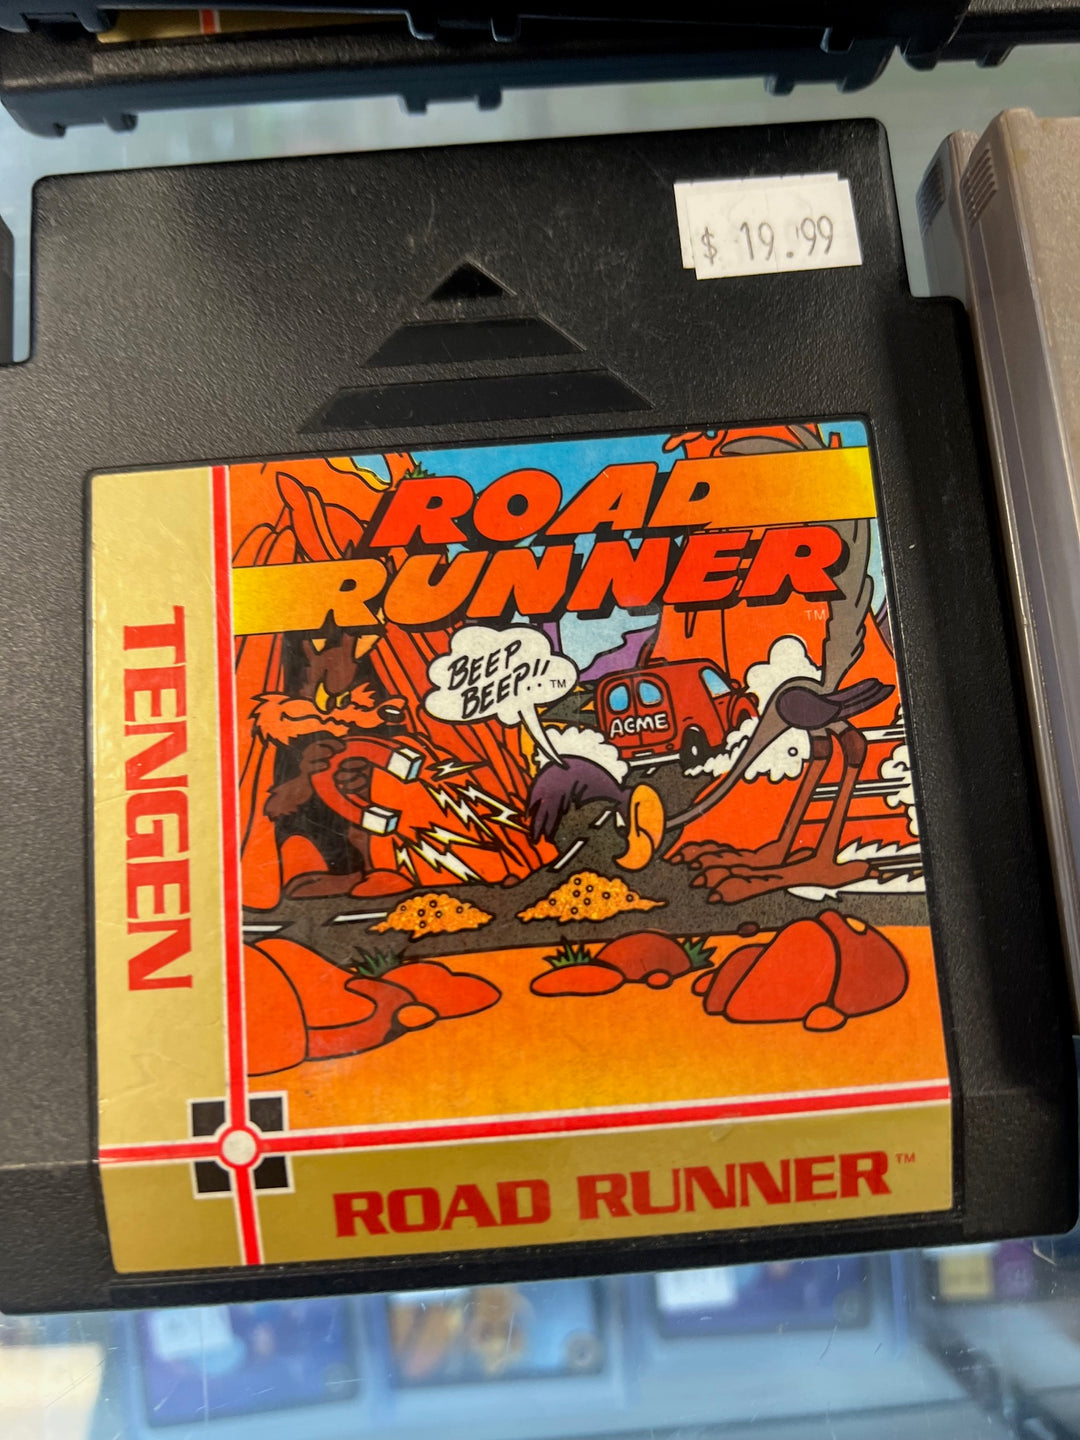 $ 19.99
ROAD
RUNNER
TM
BEEP
BEEP!! TM
ACME
TENGEN
ROAD RUNNER TM